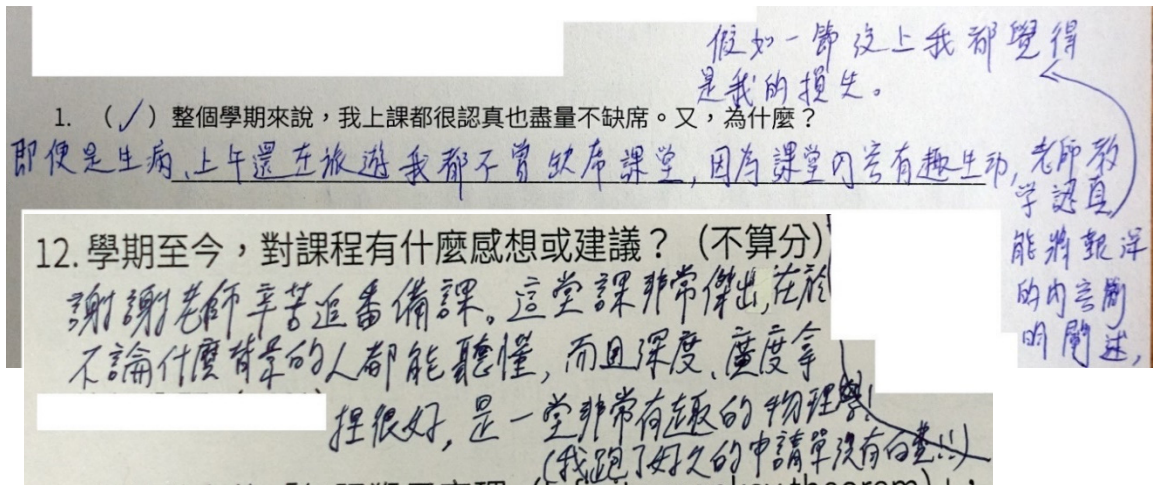 假如一節沒上我都覺得
是我的損失。
1. (✓) 整個學期來說，我上課都很認真也盡量不缺席。又，為什麼？
即使是生病、上午還在旅遊我都不曾缺席課堂,因為課堂內容有趣生動,老師教
學認真
能將艱深
的內容簡
明闡述,
12. 學期至今，對課程有什麼感想或建議？（不算分）
謝謝老師辛苦追番備課。這堂課非常傑出,在於
不論什麼背景的人都能聽懂,而且深度、廣度拿
捏很好,是一堂非常有趣的物理學!
(我跑了好久的申請單沒有白費!!)